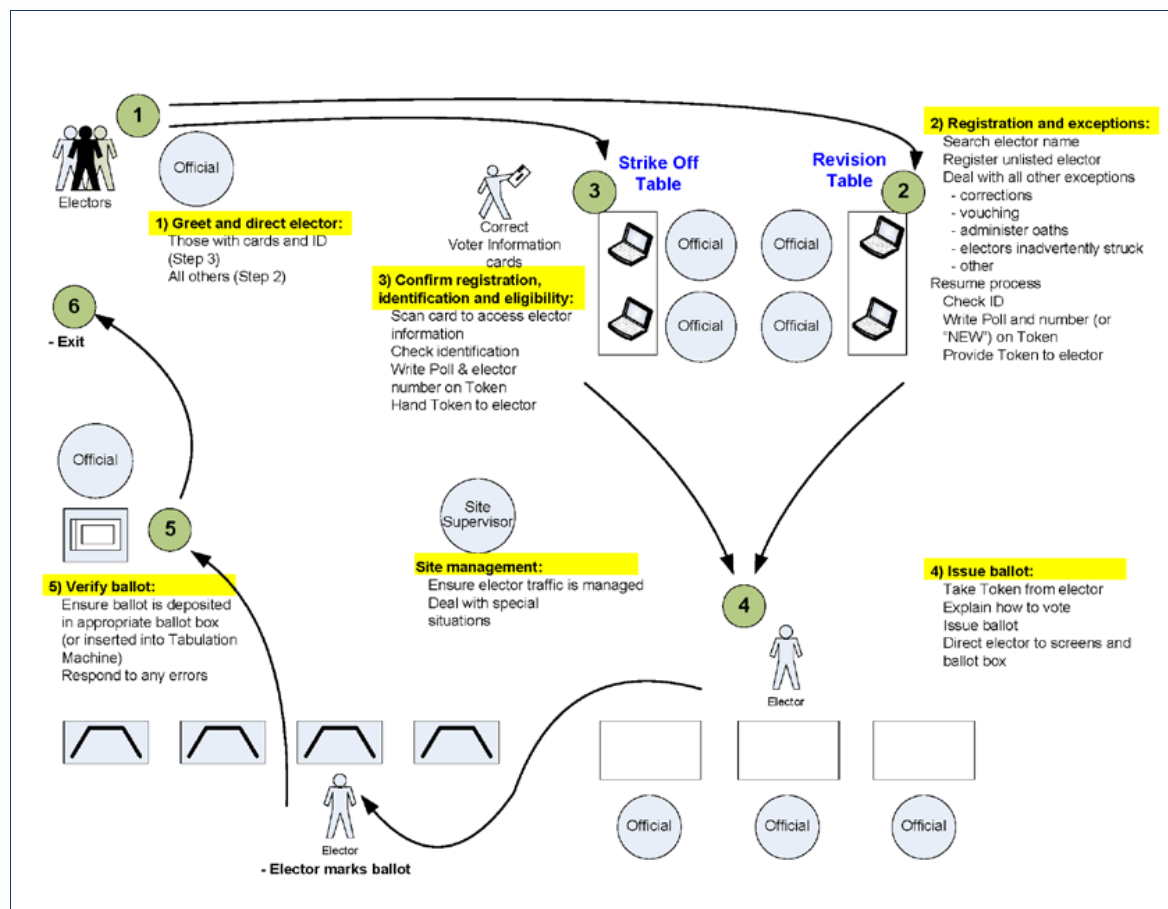 1
Electors
Official
1) Greet and direct elector:
Those with cards and ID
(Step 3)
All others (Step 2)
Correct
Voter Information
cards
3
Strike Off
Table
3) Confirm registration,
identification and eligibility:
Scan card to access elector
information
Check identification
Write Poll & elector
number on Token
Hand Token to elector
Official
Official
Revision
Table
2
Official
Official
2) Registration and exceptions:
Search elector name
Register unlisted elector
Deal with all other exceptions
- corrections
- vouching
- administer oaths
- electors inadvertently struck
- other
Resume process
Check ID
Write Poll and number (or
“NEW”) on Token
Provide Token to elector
6
- Exit
Official
5
5) Verify ballot:
Ensure ballot is deposited
in appropriate ballot box
(or inserted into Tabulation
Machine)
Respond to any errors
Site
Supervisor
Site management:
Ensure elector traffic is managed
Deal with special
situations
4
Elector
4) Issue ballot:
Take Token from elector
Explain how to vote
Issue ballot
Direct elector to screens and
ballot box
Official
Official
Official
Elector
- Elector marks ballot